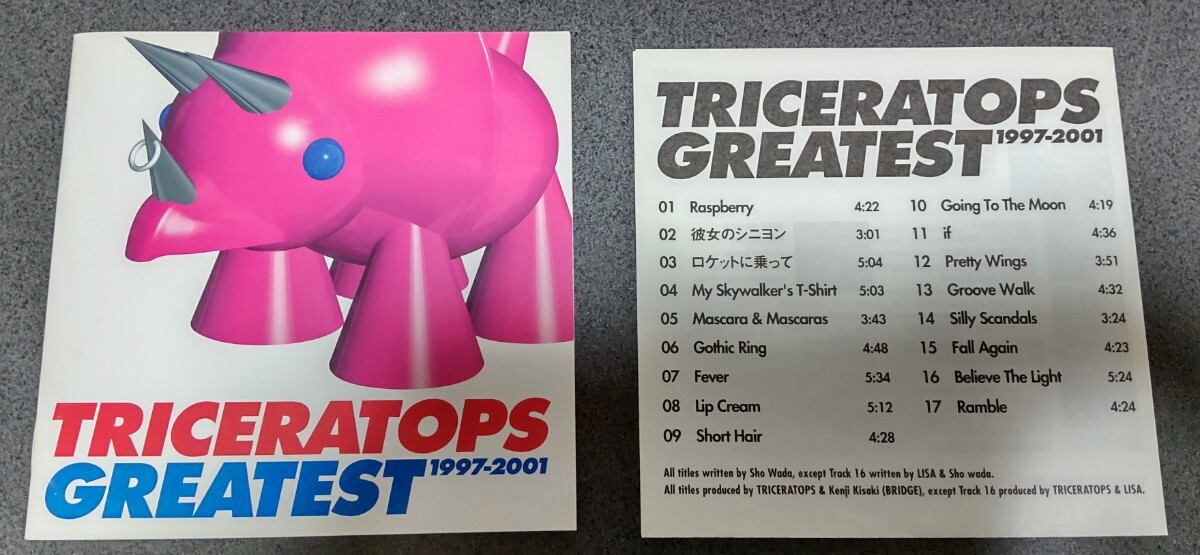 TRICERATOPS
GREATEST 1997-2001
TRICERATOPS
GREATEST 1997-2001
01 Raspberry 4:22
02 彼女のシニヨン 3:01
03 ロケットに乗って 5:04
04 My Skywalker's T-Shirt 5:03
05 Mascara & Mascaras 3:43
06 Gothic Ring 4:48
07 Fever 5:34
08 Lip Cream 5:12
09 Short Hair 4:28
10 Going To The Moon 4:19
11 if 4:36
12 Pretty Wings 3:51
13 Groove Walk 4:32
14 Silly Scandals 3:24
15 Fall Again 4:23
16 Believe The Light 5:24
17 Ramble 4:24
All titles written by Sho Wada, except Track 16 written by LISA & Sho wada.
All titles produced by TRICERATOPS & Kenji Kisaki (BRIDGE), except Track 16 produced by TRICERATOPS & LISA.